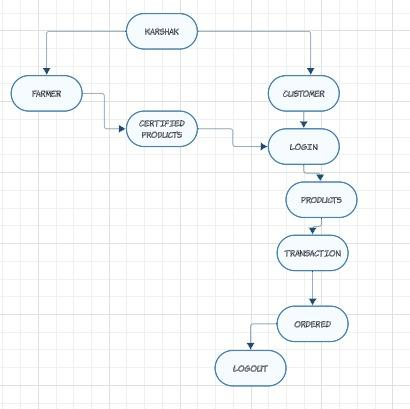 KARSHAK
FARMER
CUSTOMER
CERTIFIED
PRODUCTS
LOGIN
PRODUCTS
TRANSACTION
ORDERED
LOGOUT